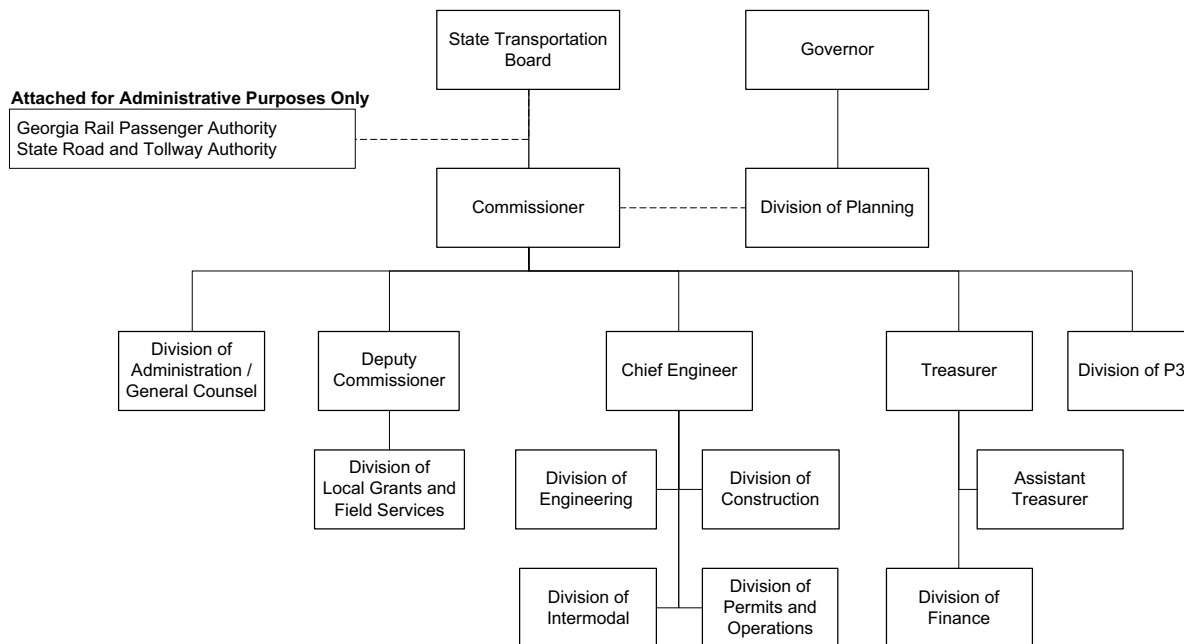 State Transportation
Board
Governor
Attached for Administrative Purposes Only
Georgia Rail Passenger Authority
State Road and Tollway Authority
Commissioner
Division of Planning
Division of
Administration /
General Counsel
Deputy
Commissioner
Chief Engineer
Treasurer
Division of P3
Division of
Local Grants and
Field Services
Division of
Engineering
Division of
Construction
Assistant
Treasurer
Division of
Intermodal
Division of
Permits and
Operations
Division of
Finance